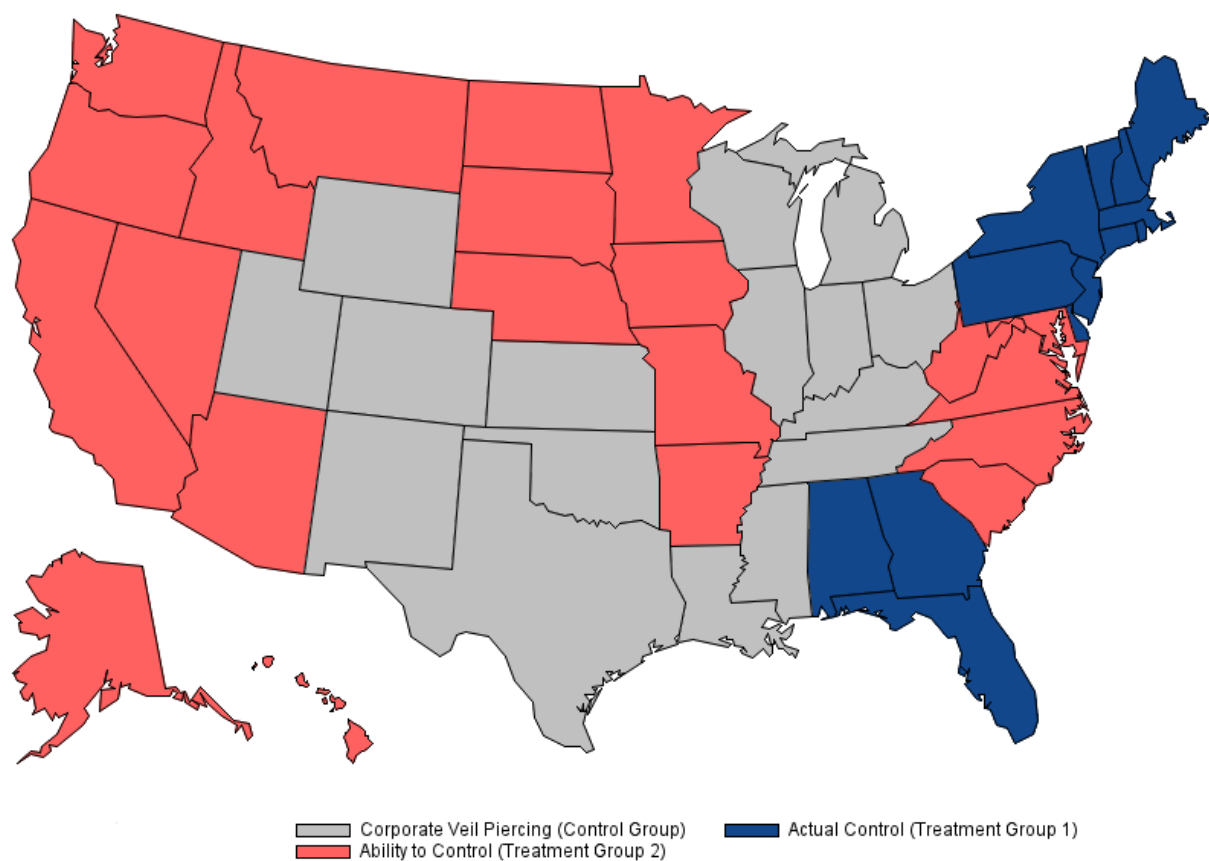 Corporate Veil Piercing (Control Group)
Actual Control (Treatment Group 1)
Ability to Control (Treatment Group 2)